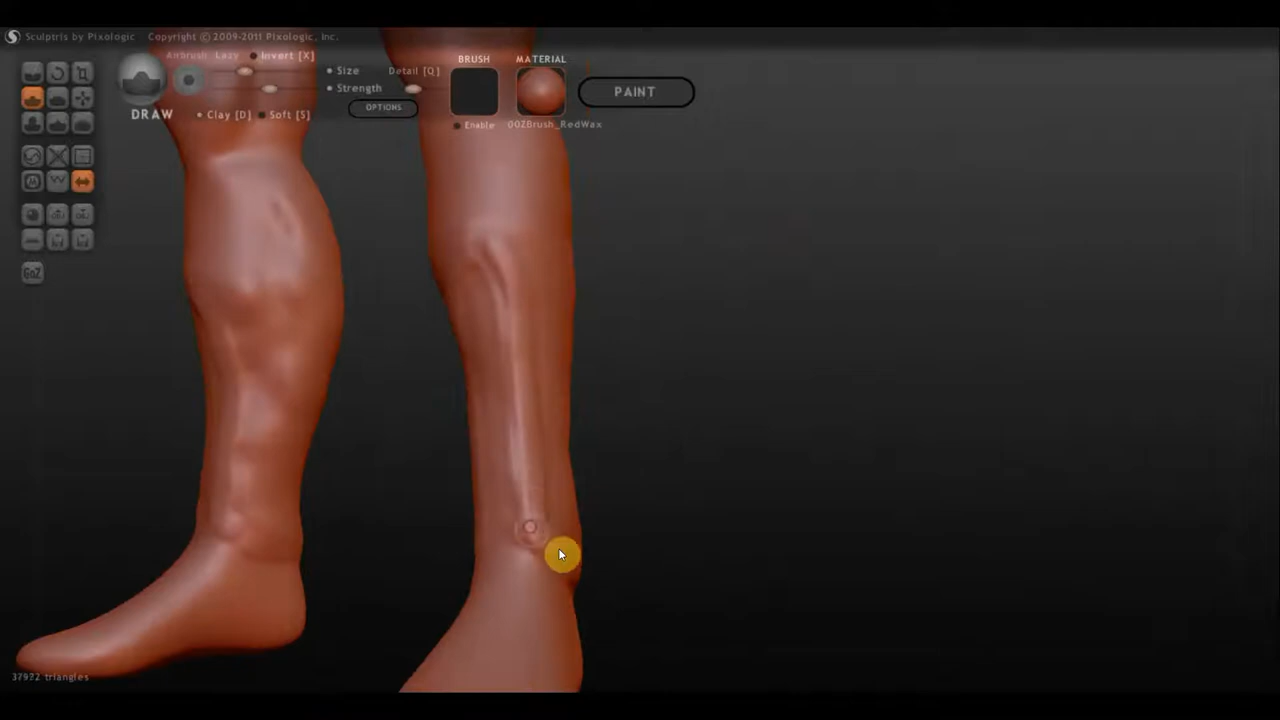 Sculptris by Pixologic Copyright © 2009-2011 Pixologic, Inc.
Airbrush Lazy Invert [X]
Size Detail [Q]
Strength
OPTIONS
DRAW Clay [D] Soft [S]
BRUSH MATERIAL
Enable 00ZBrush_RedWax
PAINT
GoZ
37922 triangles